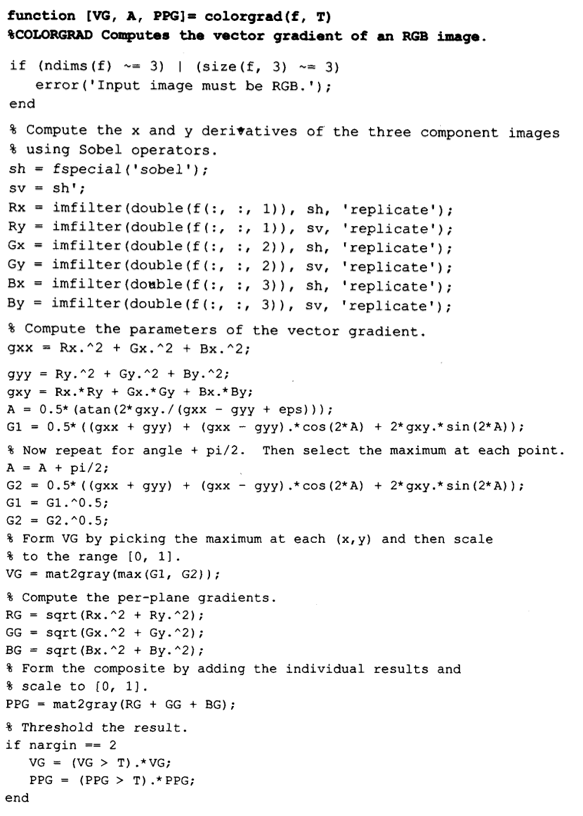 function [VG, A, PPG]= colorgrad(f, T)
%COLORGRAD Computes the vector gradient of an RGB image.
if (ndims(f) ~= 3) | (size(f, 3) ~= 3)
   error('Input image must be RGB.');
end
% Compute the x and y derivatives of the three component images
% using Sobel operators.
sh = fspecial('sobel');
sv = sh';
Rx = imfilter(double(f(:, :, 1)), sh, 'replicate');
Ry = imfilter(double(f(:, :, 1)), sv, 'replicate');
Gx = imfilter(double(f(:, :, 2)), sh, 'replicate');
Gy = imfilter(double(f(:, :, 2)), sv, 'replicate');
Bx = imfilter(double(f(:, :, 3)), sh, 'replicate');
By = imfilter(double(f(:, :, 3)), sv, 'replicate');
% Compute the parameters of the vector gradient.
gxx = Rx.^2 + Gx.^2 + Bx.^2;
gyy = Ry.^2 + Gy.^2 + By.^2;
gxy = Rx.*Ry + Gx.*Gy + Bx.*By;
A = 0.5*(atan(2*gxy./(gxx - gyy + eps)));
G1 = 0.5*((gxx + gyy) + (gxx - gyy).*cos(2*A) + 2*gxy.*sin(2*A));
% Now repeat for angle + pi/2. Then select the maximum at each point.
A = A + pi/2;
G2 = 0.5*((gxx + gyy) + (gxx - gyy).*cos(2*A) + 2*gxy.*sin(2*A));
G1 = G1.^0.5;
G2 = G2.^0.5;
% Form VG by picking the maximum at each (x,y) and then scale
% to the range [0, 1].
VG = mat2gray(max(G1, G2));
% Compute the per-plane gradients.
RG = sqrt(Rx.^2 + Ry.^2);
GG = sqrt(Gx.^2 + Gy.^2);
BG = sqrt(Bx.^2 + By.^2);
% Form the composite by adding the individual results and
% scale to [0, 1].
PPG = mat2gray(RG + GG + BG);
% Threshold the result.
if nargin == 2
   VG = (VG > T).*VG;
   PPG = (PPG > T).*PPG;
end